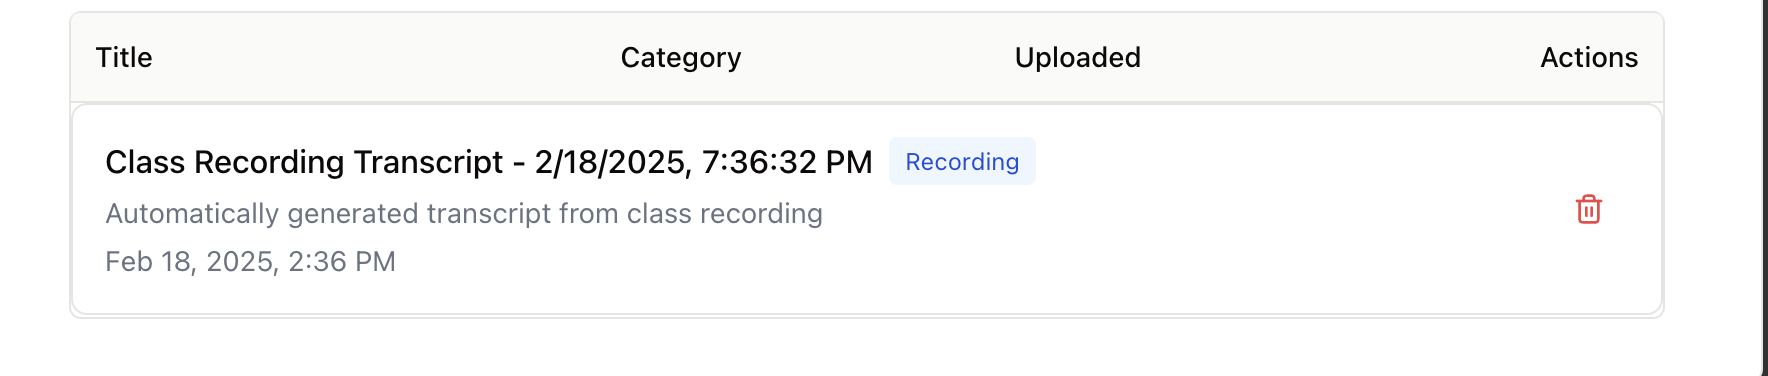 Title Category Uploaded Actions
Class Recording Transcript - 2/18/2025, 7:36:32 PM Recording
Automatically generated transcript from class recording
Feb 18, 2025, 2:36 PM